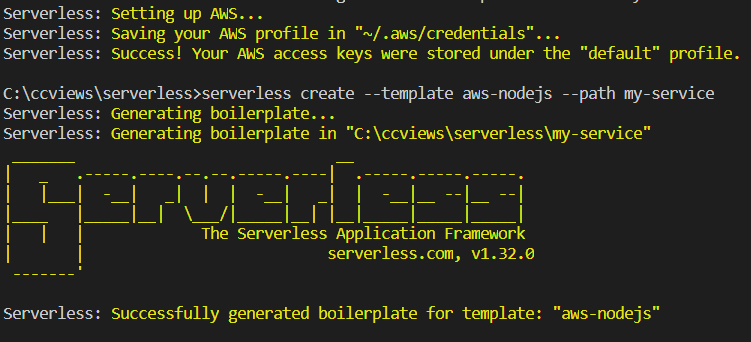 Serverless: Setting up AWS...
Serverless: Saving your AWS profile in "~/.aws/credentials"...
Serverless: Success! Your AWS access keys were stored under the "default" profile.
C:\ccviews\serverless>serverless create --template aws-nodejs --path my-service
Serverless: Generating boilerplate...
Serverless: Generating boilerplate in "C:\ccviews\serverless\my-service"
Serverless
The Serverless Application Framework
serverless.com, v1.32.0
Serverless: Successfully generated boilerplate for template: "aws-nodejs"